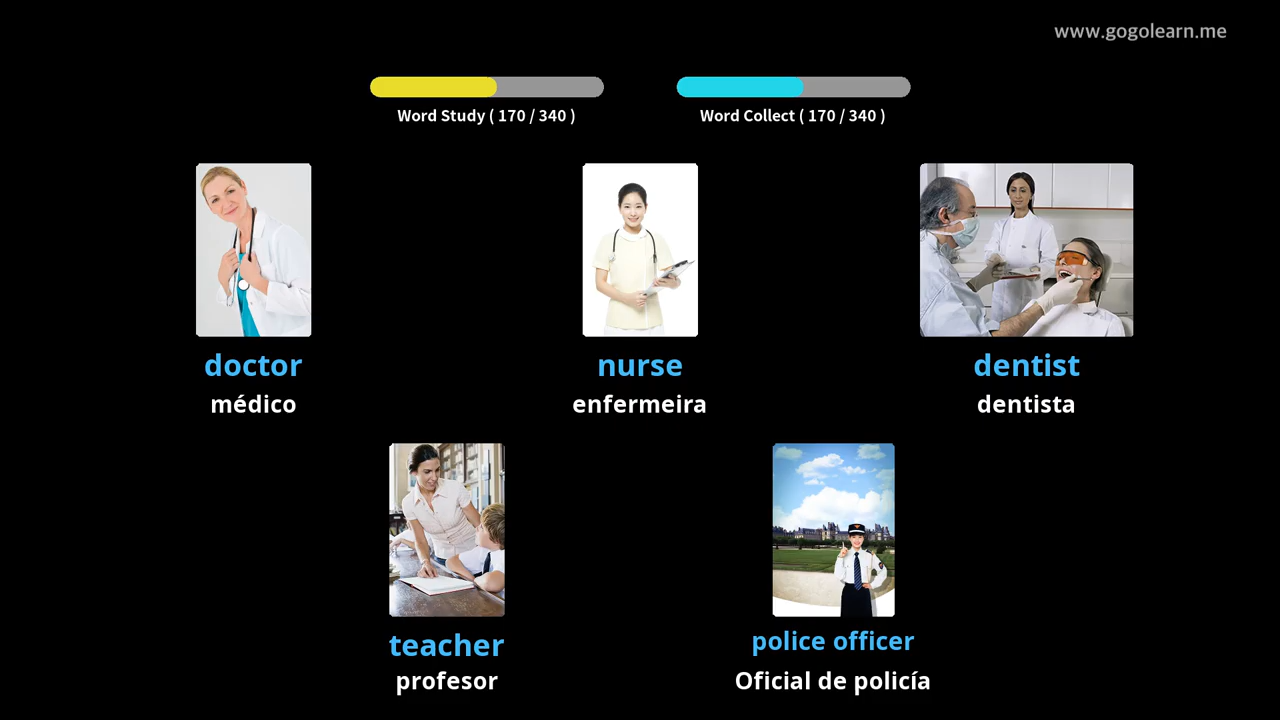 www.gogolearn.me
Word Study ( 170 / 340 )
Word Collect ( 170 / 340 )
doctor
médico
nurse
enfermeira
dentist
dentista
teacher
profesor
police officer
Oficial de policía